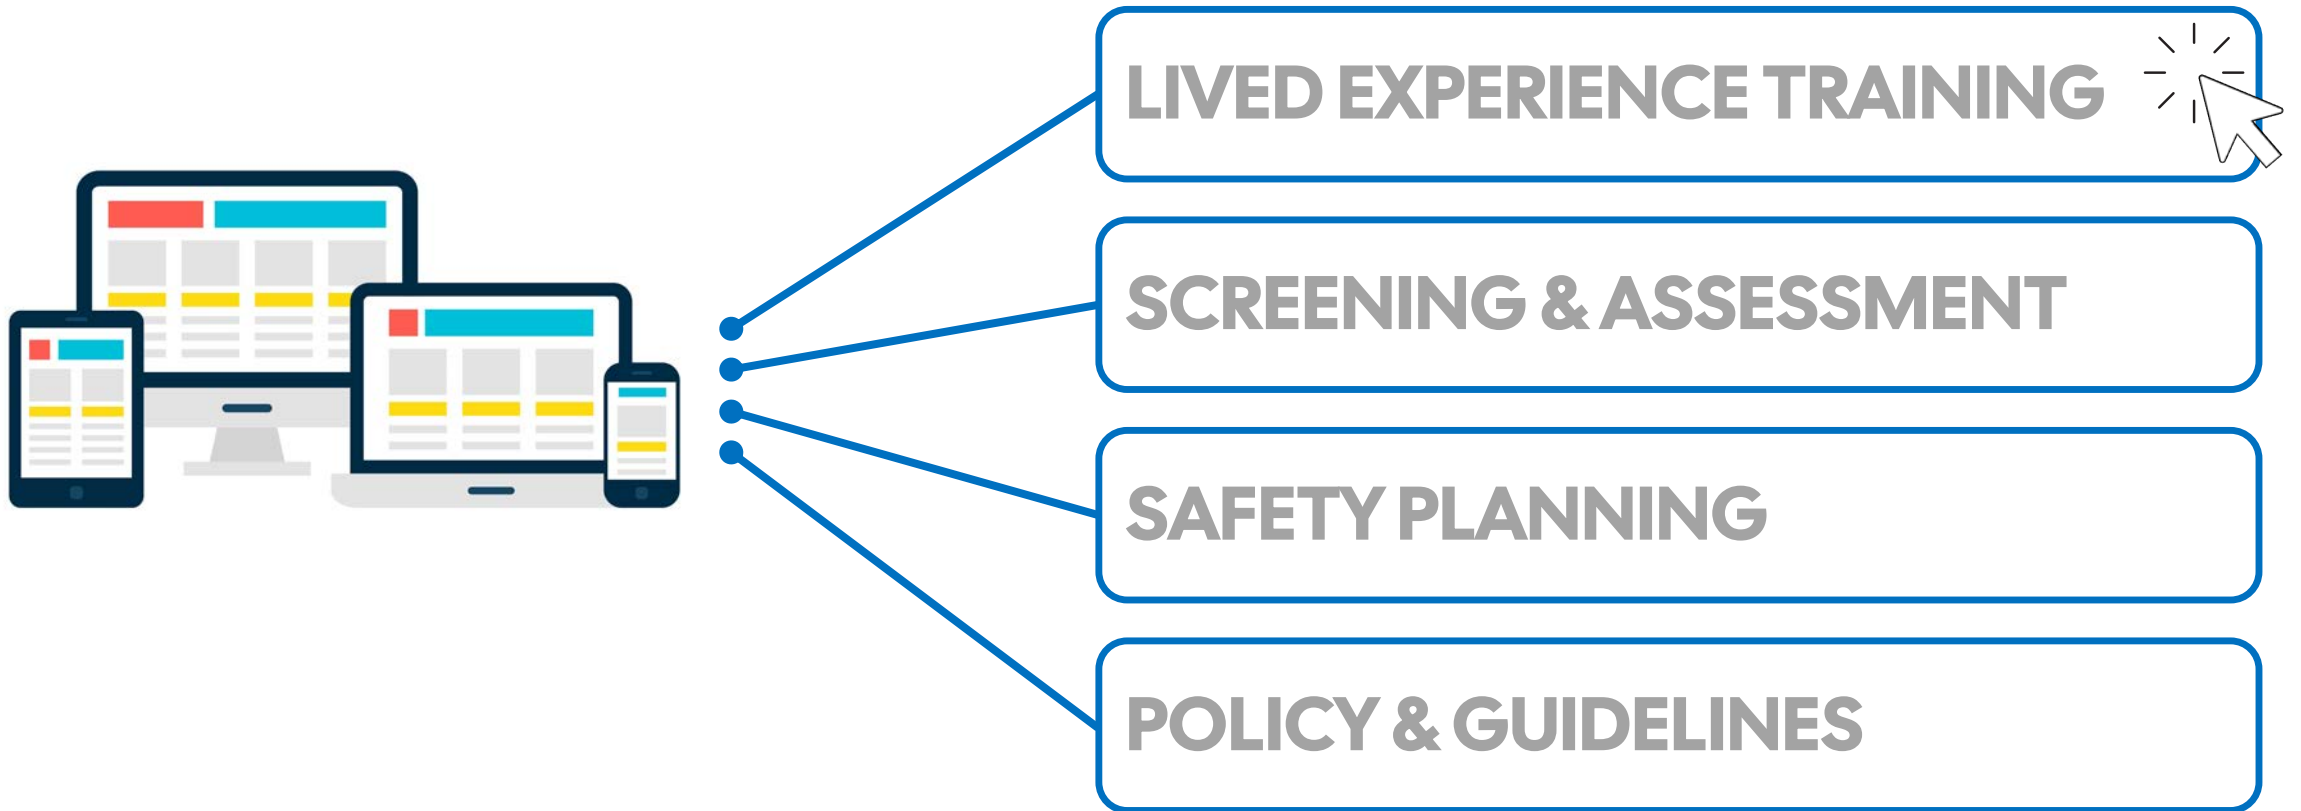 LIVED EXPERIENCE TRAINING
SCREENING & ASSESSMENT
SAFETY PLANNING
POLICY & GUIDELINES